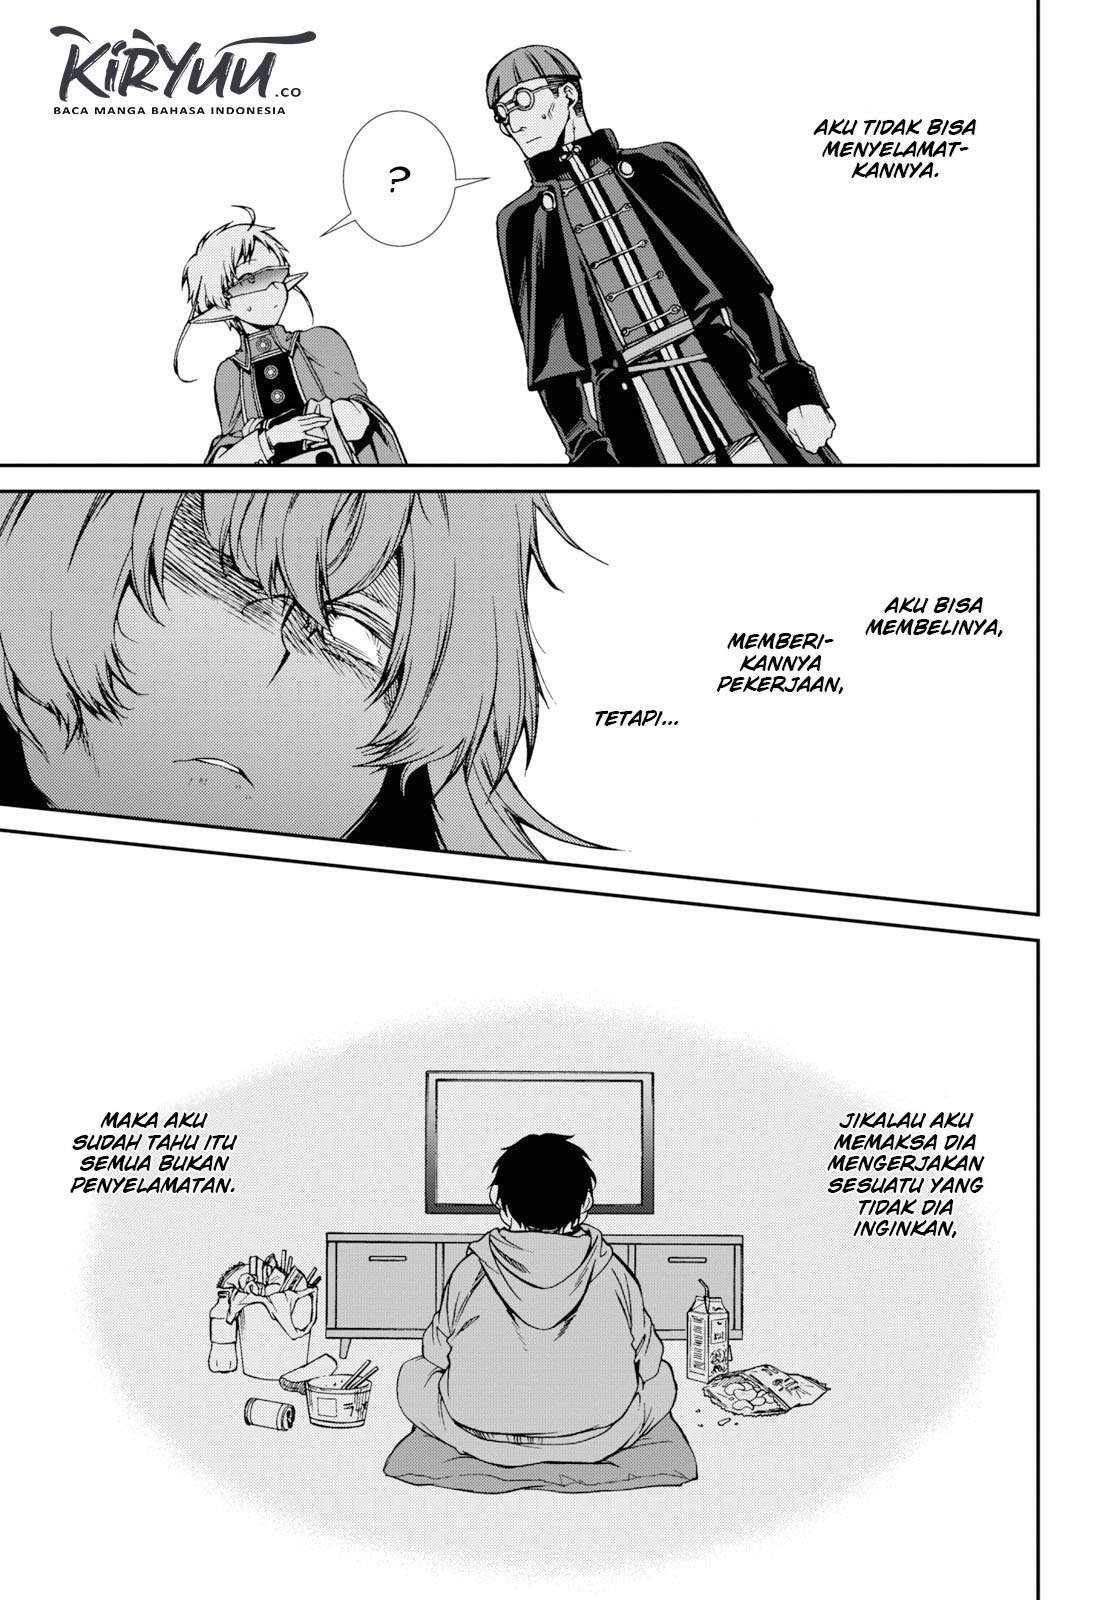 KIRYUU.CO
BACA MANGA BAHASA INDONESIA
AKU TIDAK BISA
MENYELAMAT-
KANNYA.
?
AKU BISA
MEMBELINYA,
MEMBERI-
KANNYA
PEKERJAAN,
TETAPI...
JIKALAU AKU
MEMAKSA DIA
MENGERJAKAN
SESUATU YANG
TIDAK DIA
INGINKAN,
MAKA AKU
SUDAH TAHU ITU
SEMUA BUKAN
PENYELAMATAN.